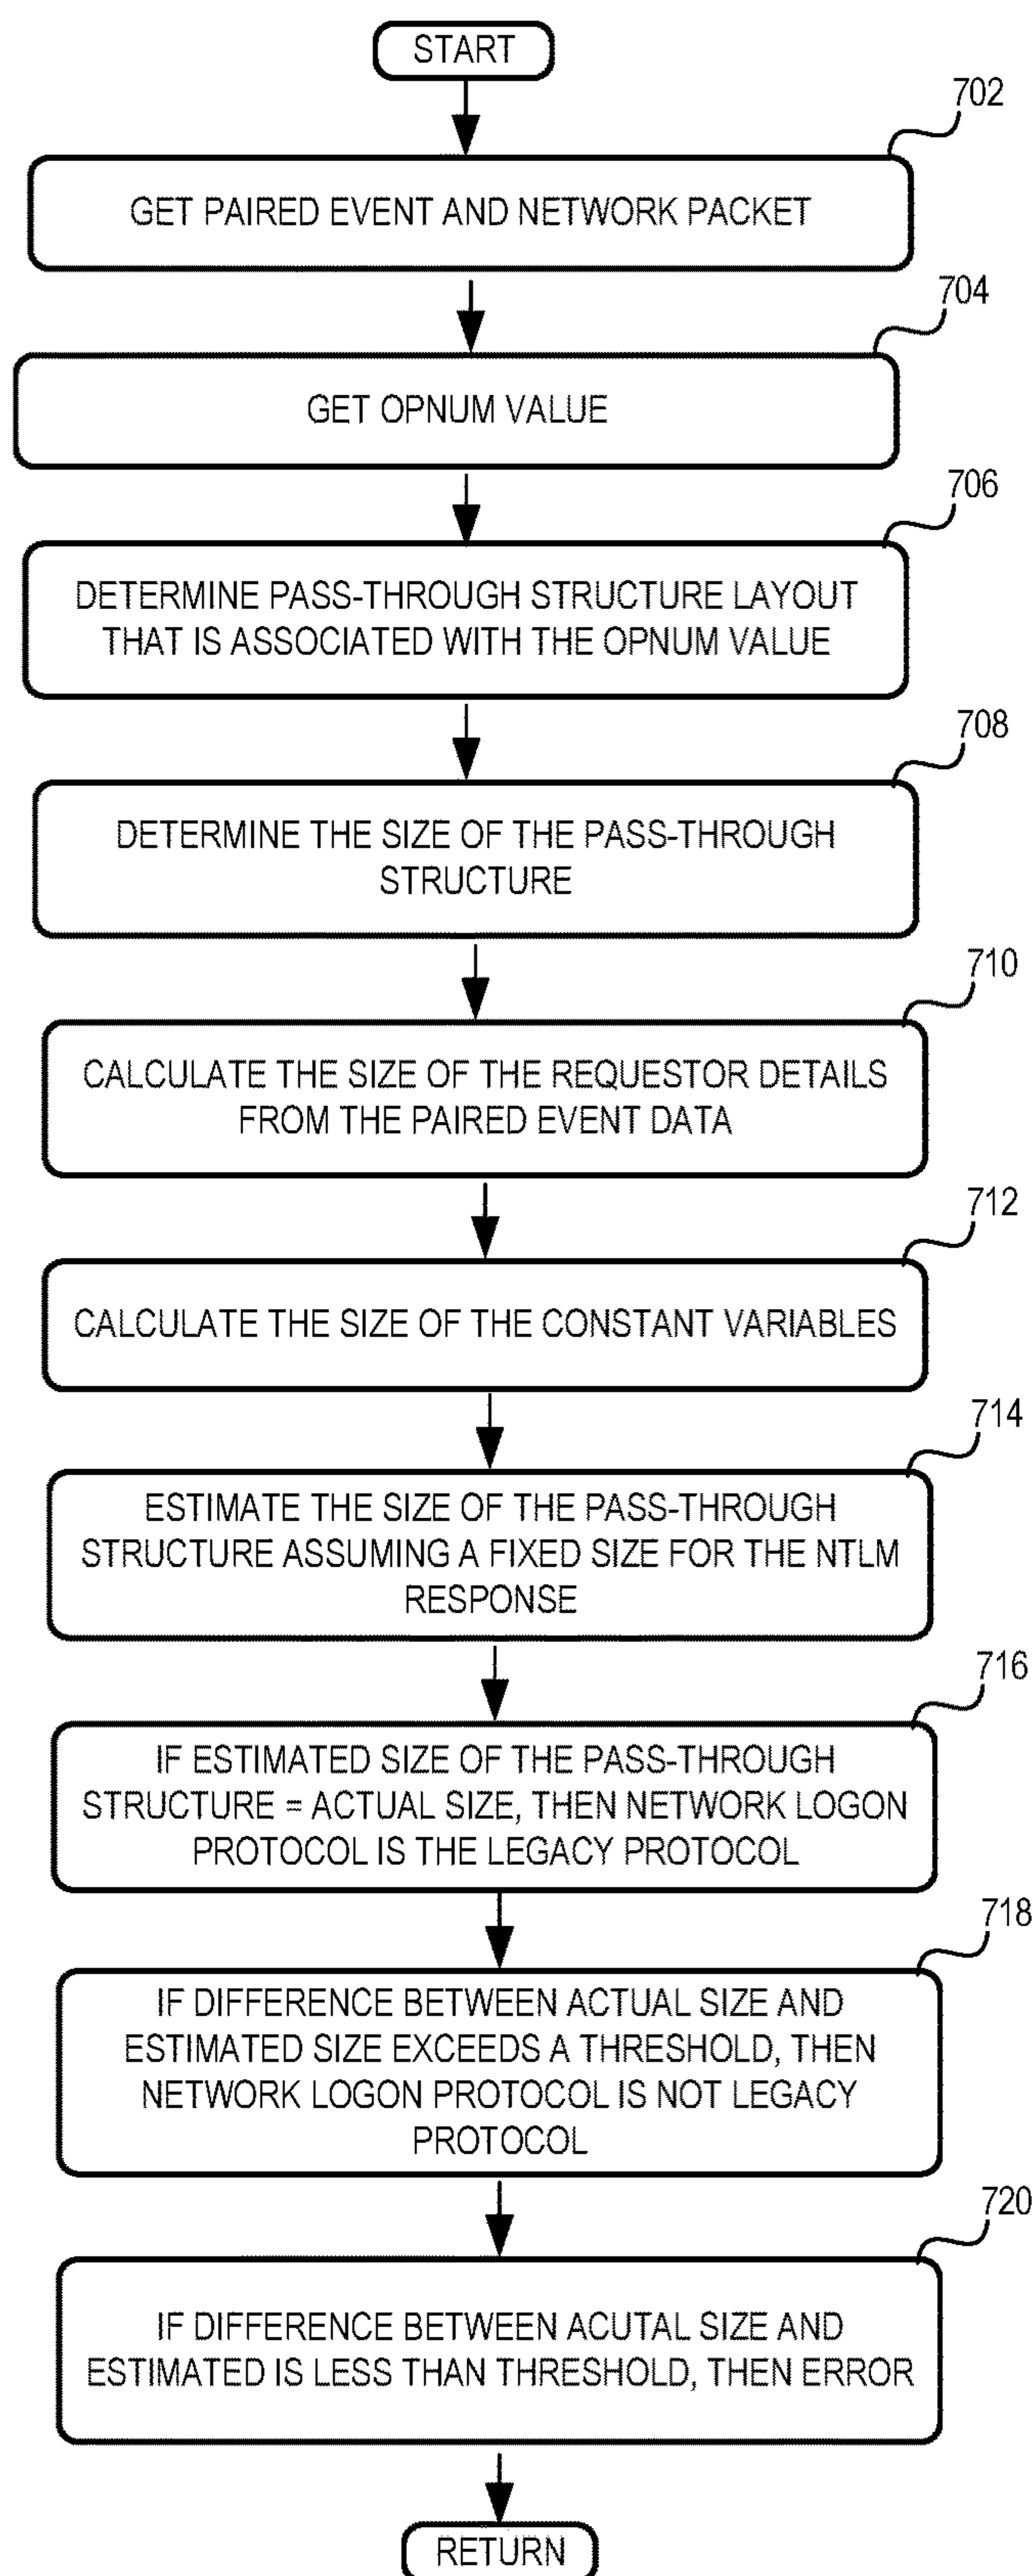 START
702
GET PAIRED EVENT AND NETWORK PACKET
704
GET OPNUM VALUE
706
DETERMINE PASS-THROUGH STRUCTURE LAYOUT
THAT IS ASSOCIATED WITH THE OPNUM VALUE
708
DETERMINE THE SIZE OF THE PASS-THROUGH
STRUCTURE
710
CALCULATE THE SIZE OF THE REQUESTOR DETAILS
FROM THE PAIRED EVENT DATA
712
CALCULATE THE SIZE OF THE CONSTANT VARIABLES
714
ESTIMATE THE SIZE OF THE PASS-THROUGH
STRUCTURE ASSUMING A FIXED SIZE FOR THE NTLM
RESPONSE
716
IF ESTIMATED SIZE OF THE PASS-THROUGH
STRUCTURE = ACTUAL SIZE, THEN NETWORK LOGON
PROTOCOL IS THE LEGACY PROTOCOL
718
IF DIFFERENCE BETWEEN ACTUAL SIZE AND
ESTIMATED SIZE EXCEEDS A THRESHOLD, THEN
NETWORK LOGON PROTOCOL IS NOT LEGACY
PROTOCOL
720
IF DIFFERENCE BETWEEN ACUTAL SIZE AND
ESTIMATED IS LESS THAN THRESHOLD, THEN ERROR
RETURN